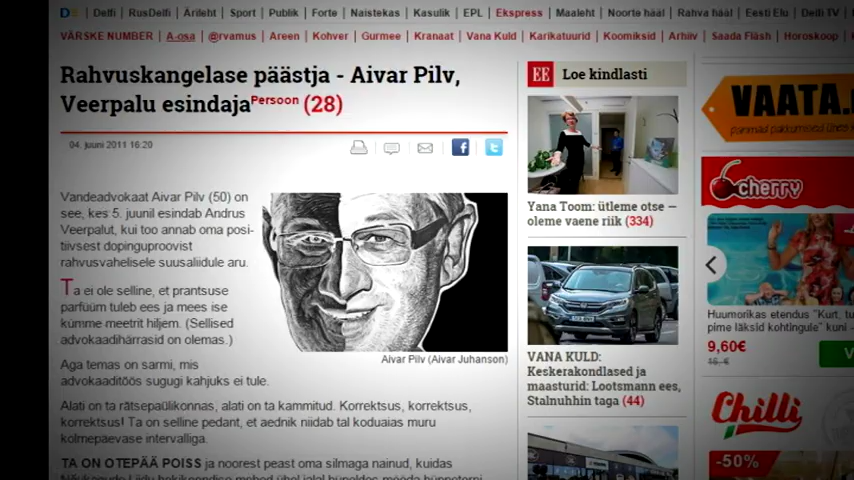 DE | Delfi | RusDelfi | Ärileht | Sport | Publik | Forte | Naistekas | Kasulik | EPL | Ekspress | Maaleht | Noorte hääl | Rahva hääl | Eesti Elu | Delfi TV
VÄRSKE NUMBER | A-osa | @rvamus | Areen | Kohver | Gurmee | Kranaat | Vana Kuld | Karikatuurid | Koomiksid | Arhiiv | Saada Flash | Horoskoop
Rahvuskangelase päästja - Aivar Pilv,
Veerpalu esindaja Persoon (28)
04. juuni 2011 16:20
Vandeadvokaat Aivar Pilv (50) on
see, kes 5. juunil esindab Andrus
Veerpalut, kui too annab oma posi-
tiivsest dopinguproovist
rahvusvahelisele suusaliidule aru.
Ta ei ole selline, et prantsuse
parfüüm tuleb ees ja mees ise
kümme meetrit hiljem. (Sellised
advokaadihärrasid on olemas.)
Aivar Pilv (Aivar Juhanson)
Aga temas on sarmi, mis
advokaaditöös sugugi kahjuks ei tule.
Alati on ta rätsepaülikonnas, alati on ta kammitud. Korrektsus, korrektsus,
korrektsus! Ta on selline pedant, et aednik niidab tal koduaias muru
kolmepäevase intervalliga.
TA ON OTEPÄÄ POISS ja noorest peast oma silmaga näinud, kuidas
EE Loe kindlasti
Yana Toom: ütleme otse —
oleme vaene riik (334)
VANA KULD:
Keskerakondlased ja
maasturid: Lootsmann ees,
Stalnuhhin taga (44)
VAATA.
cherry
Huumorikas etendus "Kurt, tu
pime läksid kohtingule" kuni -
9,60€
16,-€
V
Chilli
-50%